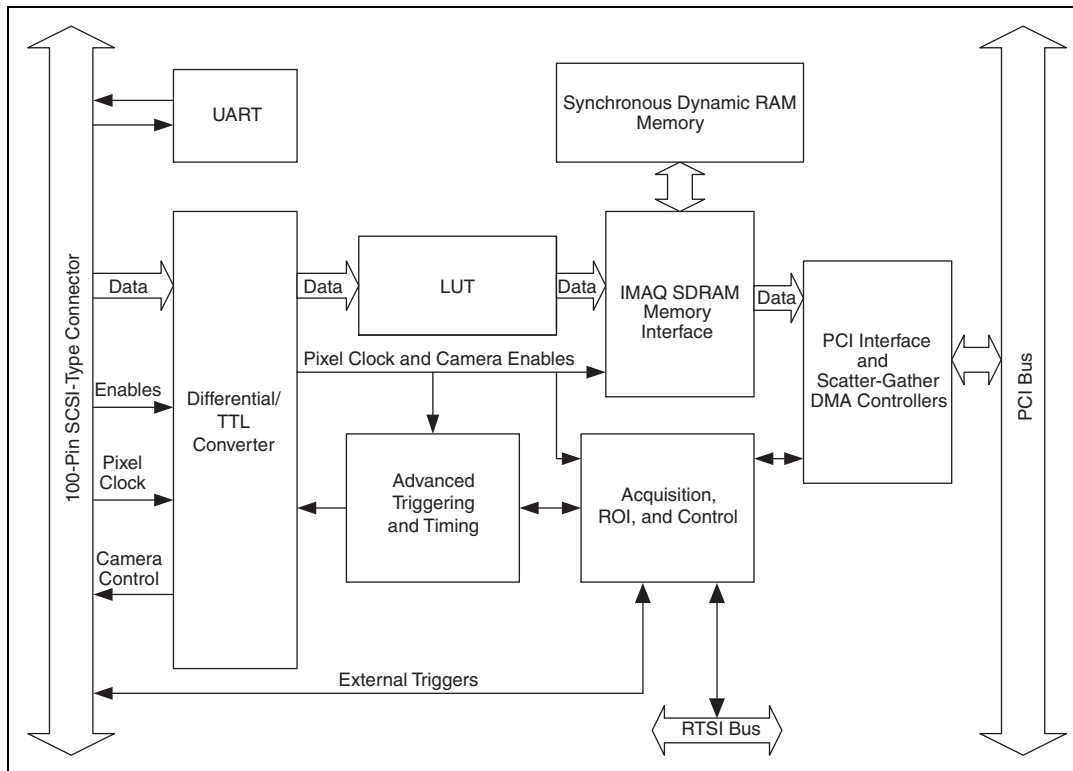 100-Pin SCSI-Type Connector
UART
Synchronous Dynamic RAM
Memory
Data
Data
LUT
Data
IMAQ SDRAM
Memory
Interface
Data
PCI Interface
and
Scatter-Gather
DMA Controllers
PCI Bus
Pixel Clock and Camera Enables
Enables
Differential/
TTL
Converter
Pixel
Clock
Advanced
Triggering
and Timing
Acquisition,
ROI, and Control
Camera
Control
External Triggers
RTSI Bus